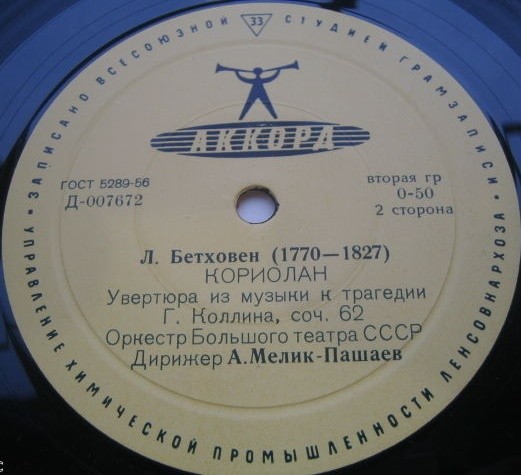 • ЗАПИСАНО ВСЕСОЮЗНОЙ СТУДИЕЙ ГРАМЗАПИСИ •
33
АККОРД
ГОСТ 5289-56
Д-007672
вторая гр
0-50
2 сторона
Л. Бетховен (1770—1827)
КОРИОЛАН
Увертюра из музыки к трагедии
Г. Коллина, соч. 62
Оркестр Большого театра СССР
Дирижер А. Мелик-Пашаев
УПРАВЛЕНИЕ ХИМИЧЕСКОЙ ПРОМЫШЛЕННОСТИ ЛЕНСОВНАРХОЗА